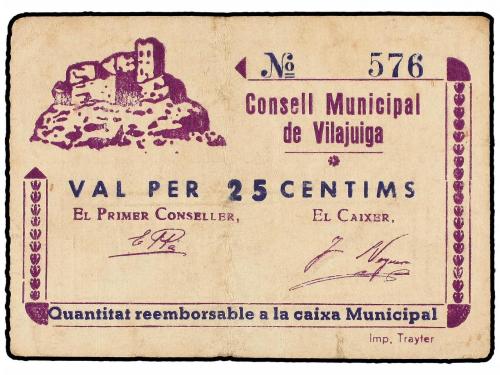 Nº 576
Consell Municipal
de Vilajuiga
VAL PER 25 CENTIMS
EL PRIMER CONSELLER, EL CAIXER,
Quantitat reemborsable a la caixa Municipal
Imp. Trayter